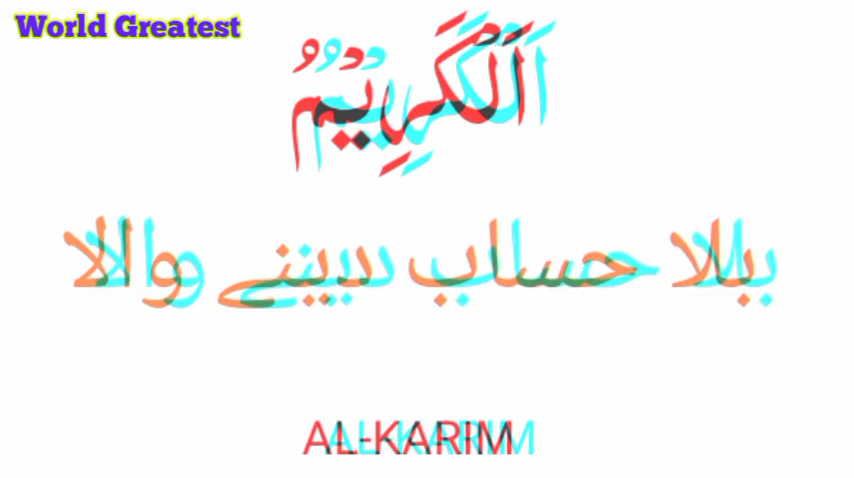 World Greatest
اَلْكَرِيْمُ
بلا حساب دینے والا
AL-KARIM